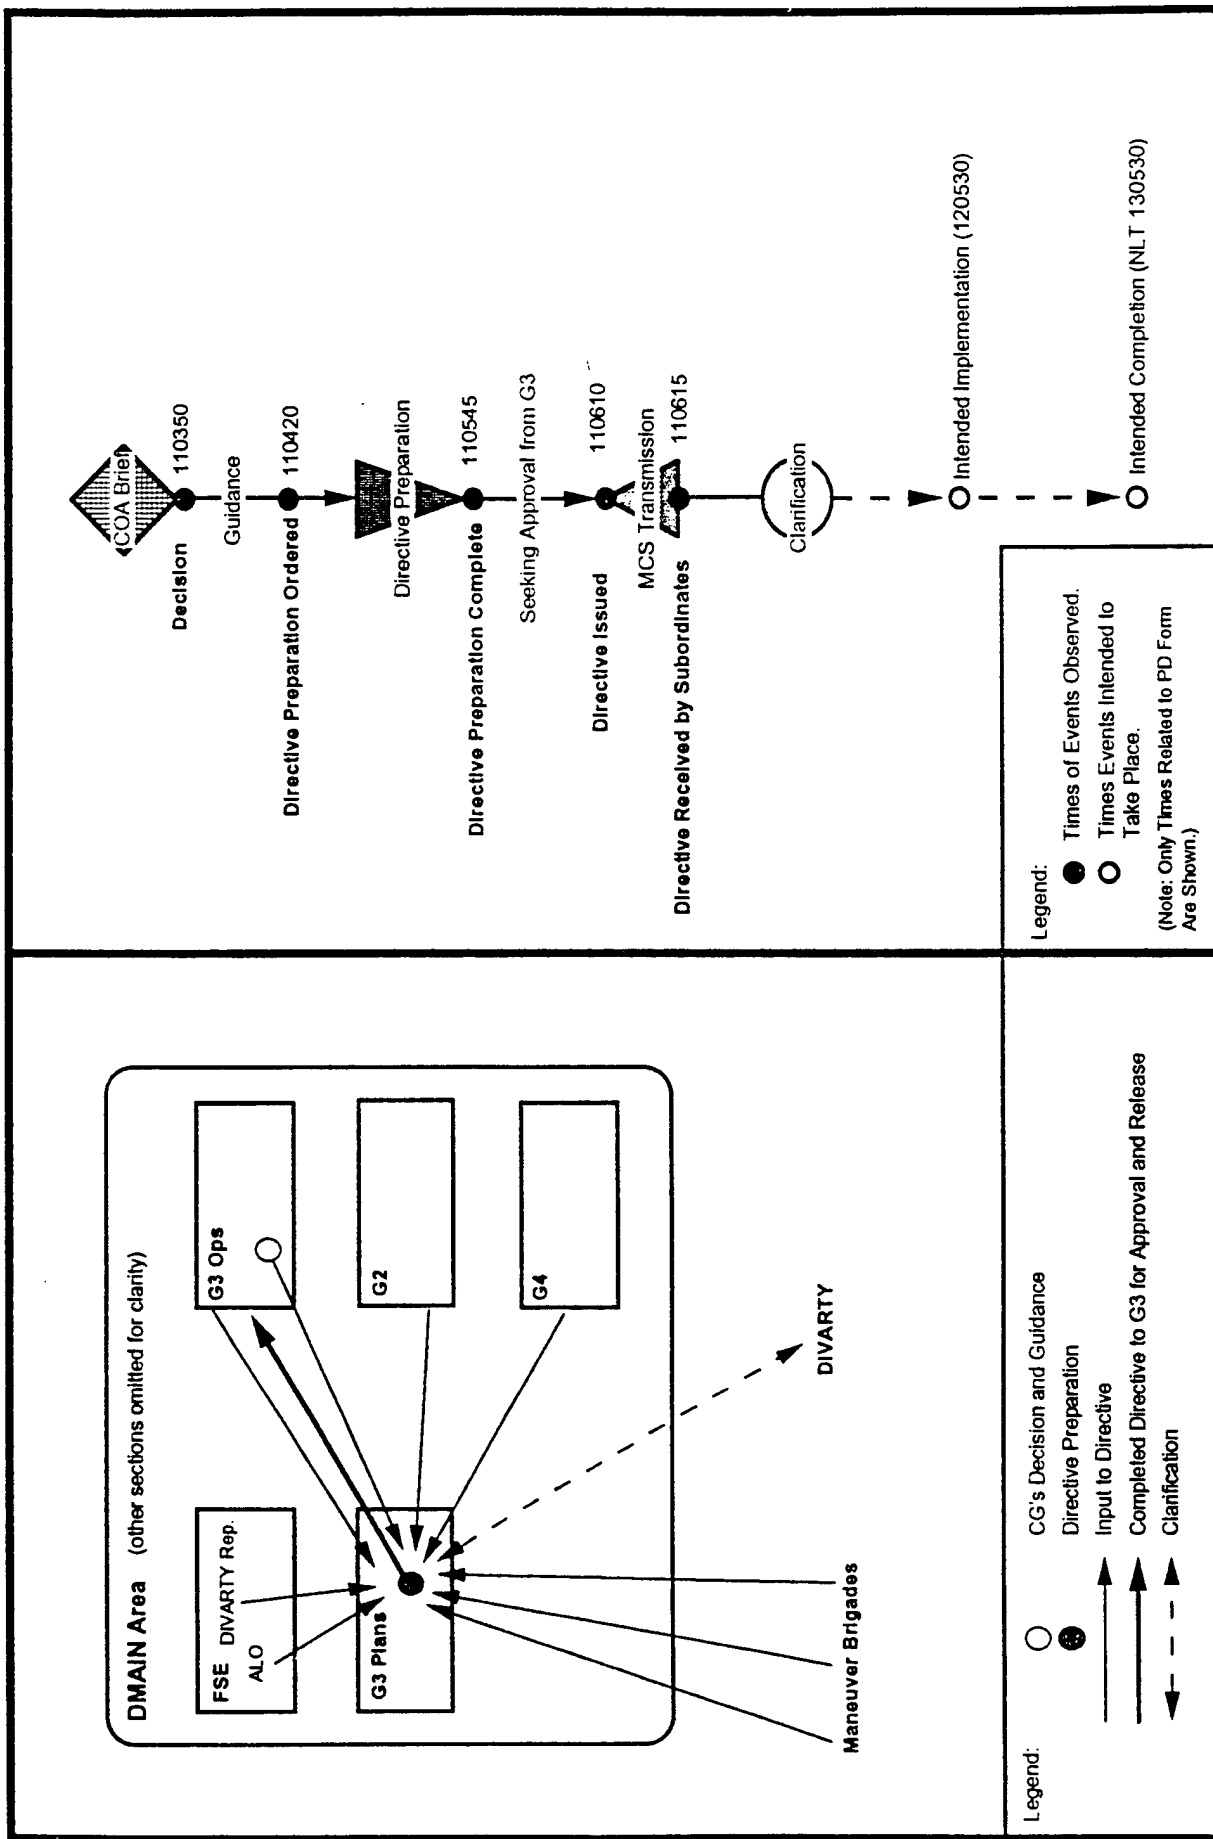 DMAIN Area (other sections omitted for clarity)
FSE DIVARTY Rep.
ALO
G3 Ops
G3 Plans
G2
G4
Maneuver Brigades
DIVARTY
Legend:
CG's Decision and Guidance
Directive Preparation
Input to Directive
Completed Directive to G3 for Approval and Release
Clarification
COA Brief
Decision
110350
Guidance
Directive Preparation Ordered
110420
Directive Preparation
Directive Preparation Complete
110545
Seeking Approval from G3
Directive Issued
110610
MCS Transmission
Directive Received by Subordinates
110615
Clarification
Intended Implementation (120530)
Intended Completion (NLT 130530)
Legend:
Times of Events Observed.
Times Events Intended to
Take Place.
(Note: Only Times Related to PD Form
Are Shown.)